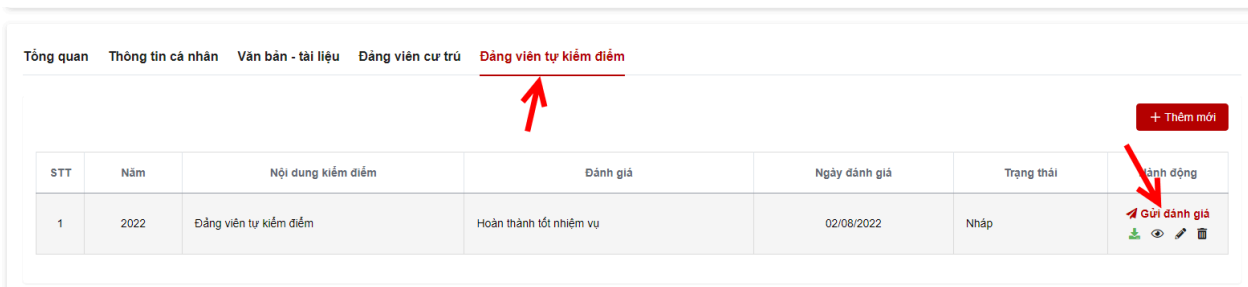 Tổng quan Thông tin cá nhân Văn bản - tài liệu Đảng viên cư trú Đảng viên tự kiểm điểm
+ Thêm mới
STT Năm Nội dung kiểm điểm Đánh giá Ngày đánh giá Trạng thái Hành động
1 2022 Đảng viên tự kiểm điểm Hoàn thành tốt nhiệm vụ 02/08/2022 Nháp Gửi đánh giá